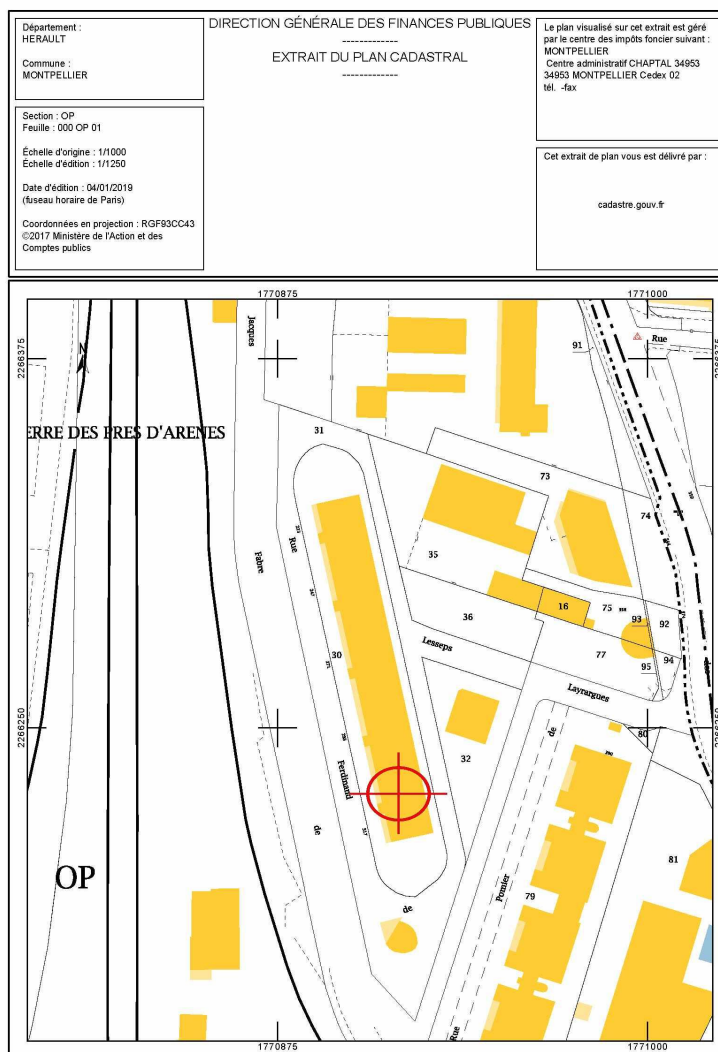 Département :
HERAULT
Commune :
MONTPELLIER
Section : OP
Feuille : 000 OP 01
Échelle d'origine : 1/1000
Échelle d'édition : 1/1250
Date d'édition : 04/01/2019
(fuseau horaire de Paris)
Coordonnées en projection : RGF93CC43
©2017 Ministère de l'Action et des
Comptes publics
DIRECTION GÉNÉRALE DES FINANCES PUBLIQUES
-------------
EXTRAIT DU PLAN CADASTRAL
-------------
Le plan visualisé sur cet extrait est géré
par le centre des impôts foncier suivant :
MONTPELLIER
Centre administratif CHAPTAL 34953
34953 MONTPELLIER Cedex 02
tél. -fax
Cet extrait de plan vous est délivré par :
cadastre.gouv.fr
1770875
1771000
2266375
2266375
N
Jacques
91
Rue
ERRE DES PRES D'ARENES
31
73
74
Rue
Fabre
35
16
75
93
92
36
30
Lesseps
77
95
94
Layrargues
des
2266250
2266250
de
80
32
Ferdinand
de
81
OP
Pomier
79
de
Rue
1770875
1771000